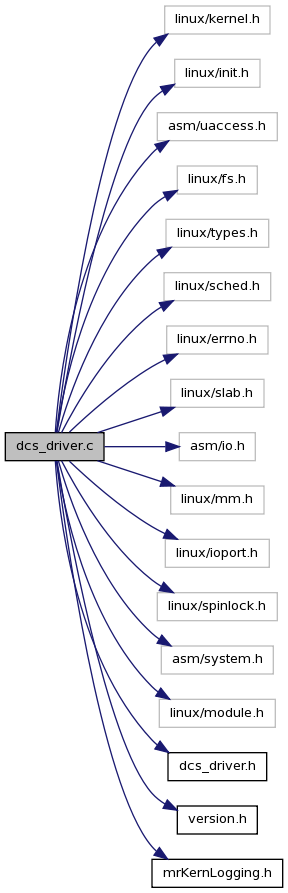 linux/kernel.h
linux/init.h
asm/uaccess.h
linux/fs.h
linux/types.h
linux/sched.h
linux/errno.h
linux/slab.h
dcs_driver.c
asm/io.h
linux/mm.h
linux/ioport.h
linux/spinlock.h
asm/system.h
linux/module.h
dcs_driver.h
version.h
mrKernLogging.h